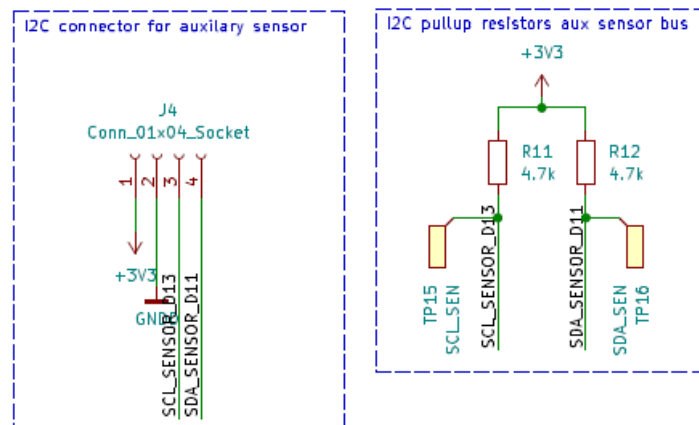 I2C connector for auxilary sensor
J4
Conn_01x04_Socket
1
2
3
4
+3V3
SCL_SENSOR_D13
SDA_SENSOR_D11
I2C pullup resistors aux sensor bus
+3V3
R11
4.7k
R12
4.7k
TP15
SCL_SEN
SCL_SENSOR_D13
SDA_SENSOR_D11
SDA_SEN
TP16